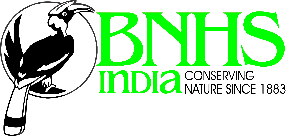 BNHS
INDIA CONSERVING
NATURE SINCE 1883